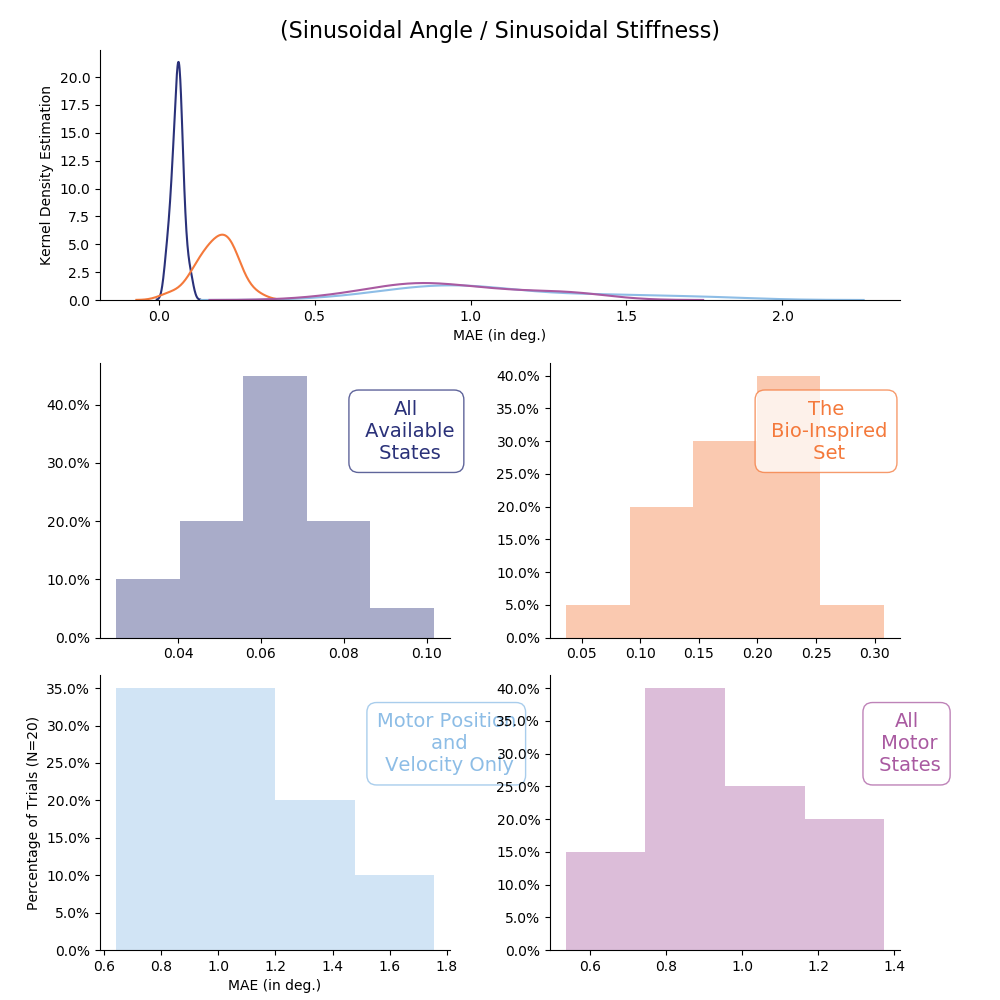 (Sinusoidal Angle / Sinusoidal Stiffness)
Kernel Density Estimation
20.0
17.5
15.0
12.5
10.0
7.5
5.0
2.5
0.0
0.0 0.5 1.0 1.5 2.0
MAE (in deg.)
40.0%
30.0%
20.0%
10.0%
0.0%
0.04 0.06 0.08 0.10
All
Available
States
40.0%
35.0%
30.0%
25.0%
20.0%
15.0%
10.0%
5.0%
0.0%
0.05 0.10 0.15 0.20 0.25 0.30
The
Bio-Inspired
Set
Percentage of Trials (N=20)
35.0%
30.0%
25.0%
20.0%
15.0%
10.0%
5.0%
0.0%
0.6 0.8 1.0 1.2 1.4 1.6 1.8
MAE (in deg.)
Motor Position
and
Velocity Only
40.0%
35.0%
30.0%
25.0%
20.0%
15.0%
10.0%
5.0%
0.0%
0.6 0.8 1.0 1.2 1.4
All
Motor
States